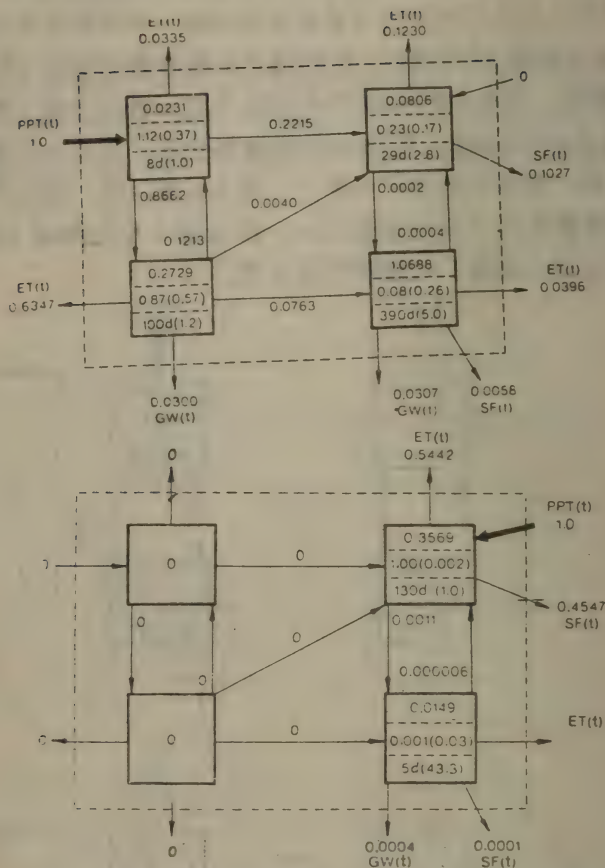 ET(t)
0.0335
ET(t)
0.1230
0
PPT(t)
1.0
0.0231
1.12(0.37)
8d(1.0)
0.2215
0.0806
0.23(0.17)
29d(2.8)
SF(t)
0.1027
0.8662
0.1213
0.0040
0.0002
0.0004
ET(t)
0.6347
0.2729
0.87(0.57)
100d(1.2)
0.0763
1.0688
0.08(0.26)
390d(5.0)
ET(t)
0.0396
0.0300
GW(t)
0.0307
GW(t)
0.0058
SF(t)
0
ET(t)
0.5442
PPT(t)
1.0
0
0
0.3569
1.00(0.002)
130d (1.0)
0.4547
SF(t)
0
0
0
0.0011
0.000006
0
0
0
0.0149
0.001(0.03)
5d(43.3)
ET(t)
0
0.0004
GW(t)
0.0001
SF(t)